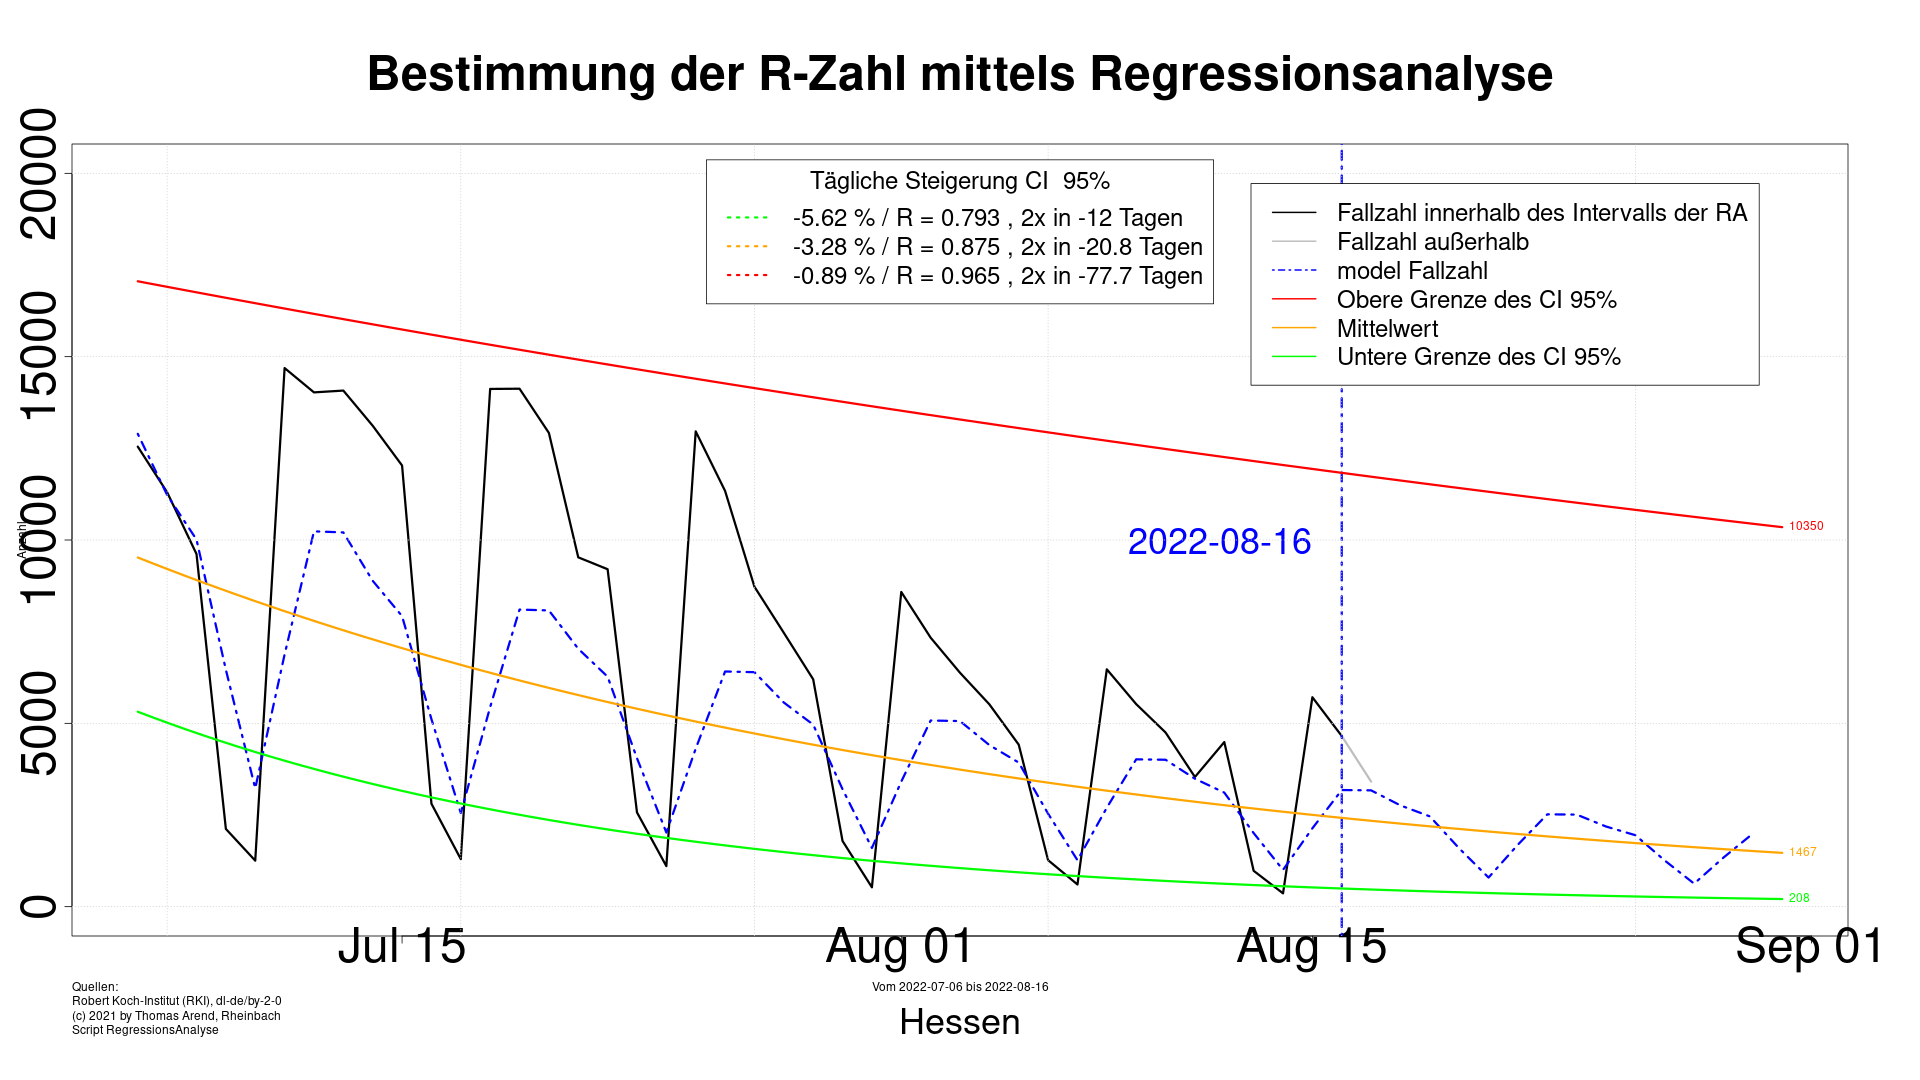 Bestimmung der R-Zahl mittels Regressionsanalyse
Anzahl
20000
15000
10000
5000
0
Tägliche Steigerung CI  95%
-5.62 % / R = 0.793 , 2x in -12 Tagen
-3.28 % / R = 0.875 , 2x in -20.8 Tagen
-0.89 % / R = 0.965 , 2x in -77.7 Tagen
Fallzahl innerhalb des Intervalls der RA
Fallzahl außerhalb
model Fallzahl
Obere Grenze des CI 95%
Mittelwert
Untere Grenze des CI 95%
2022-08-16
10350
1467
208
Jul 15
Aug 01
Aug 15
Sep 01
Quellen:
Robert Koch-Institut (RKI), dl-de/by-2-0
(c) 2021 by Thomas Arend, Rheinbach
Script RegressionsAnalyse
Vom 2022-07-06 bis 2022-08-16
Hessen